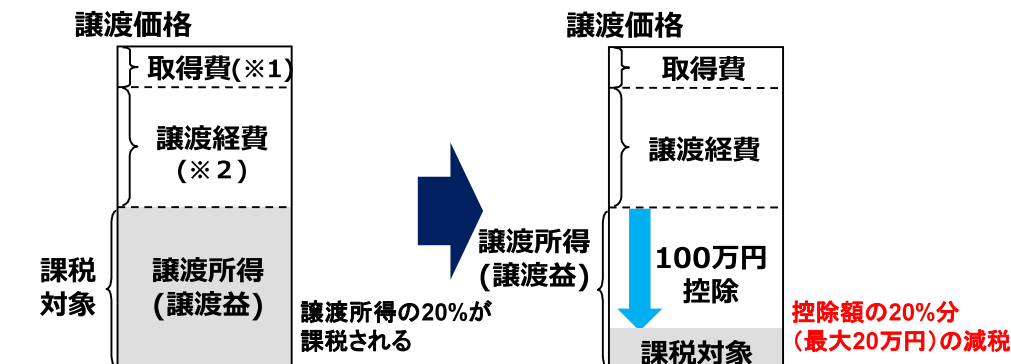 譲渡価格
取得費(※1)
譲渡経費
(※２)
課税
対象
譲渡所得
(譲渡益)
譲渡所得の20%が
課税される
譲渡価格
取得費
譲渡経費
譲渡所得
(譲渡益)
100万円
控除
課税対象
控除額の20%分
（最大20万円）の減税